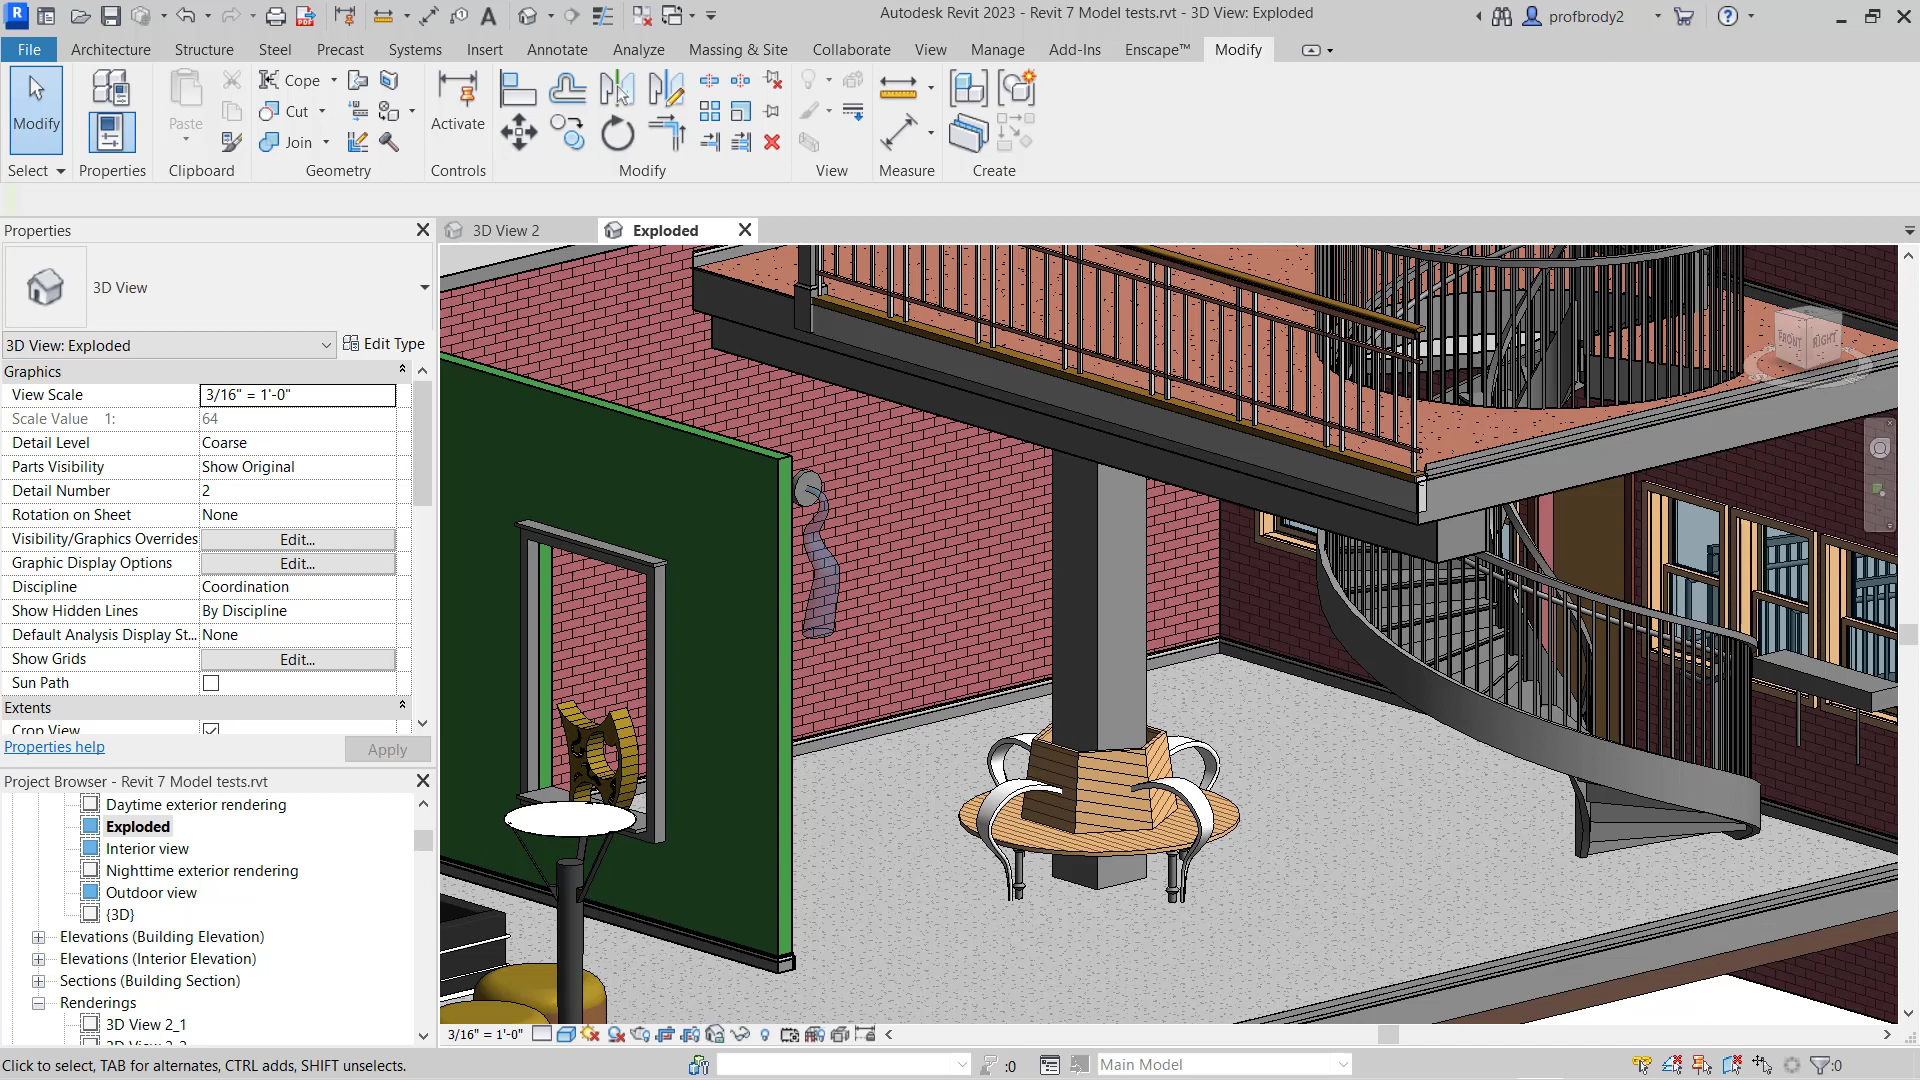 Autodesk Revit 2023 - Revit 7 Model tests.rvt - 3D View: Exploded
profbrody2
File
Architecture
Structure
Steel
Precast
Systems
Insert
Annotate
Analyze
Massing & Site
Collaborate
View
Manage
Add-Ins
Enscape™
Modify
Modify
Paste
Cope
Cut
Join
Activate
Select
Properties
Clipboard
Geometry
Controls
Modify
View
Measure
Create
Properties
3D View 2
Exploded
3D View
3D View: Exploded
Edit Type
Graphics
View Scale
3/16" = 1'-0"
Scale Value 1:
64
Detail Level
Coarse
Parts Visibility
Show Original
Detail Number
2
Rotation on Sheet
None
Visibility/Graphics Overrides
Edit...
Graphic Display Options
Edit...
Discipline
Coordination
Show Hidden Lines
By Discipline
Default Analysis Display St...
None
Show Grids
Edit...
Sun Path
Extents
Crop View
Properties help
Apply
FRONT
RIGHT
Project Browser - Revit 7 Model tests.rvt
Daytime exterior rendering
Exploded
Interior view
Nighttime exterior rendering
Outdoor view
{3D}
Elevations (Building Elevation)
Elevations (Interior Elevation)
Sections (Building Section)
Renderings
3D View 2_1
3/16" = 1'-0"
Click to select, TAB for alternates, CTRL adds, SHIFT unselects.
:0
Main Model
:0